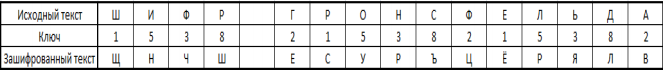 Исходный текст Ш И Ф Р Г Р О Н С Ф Е Л Ь Д А
Ключ 1 5 3 8 2 1 5 3 8 2 1 5 3 8 2
Зашифрованный текст Щ Н Ч Ш Е С У Р Ъ Ц Ё Р Я Л В